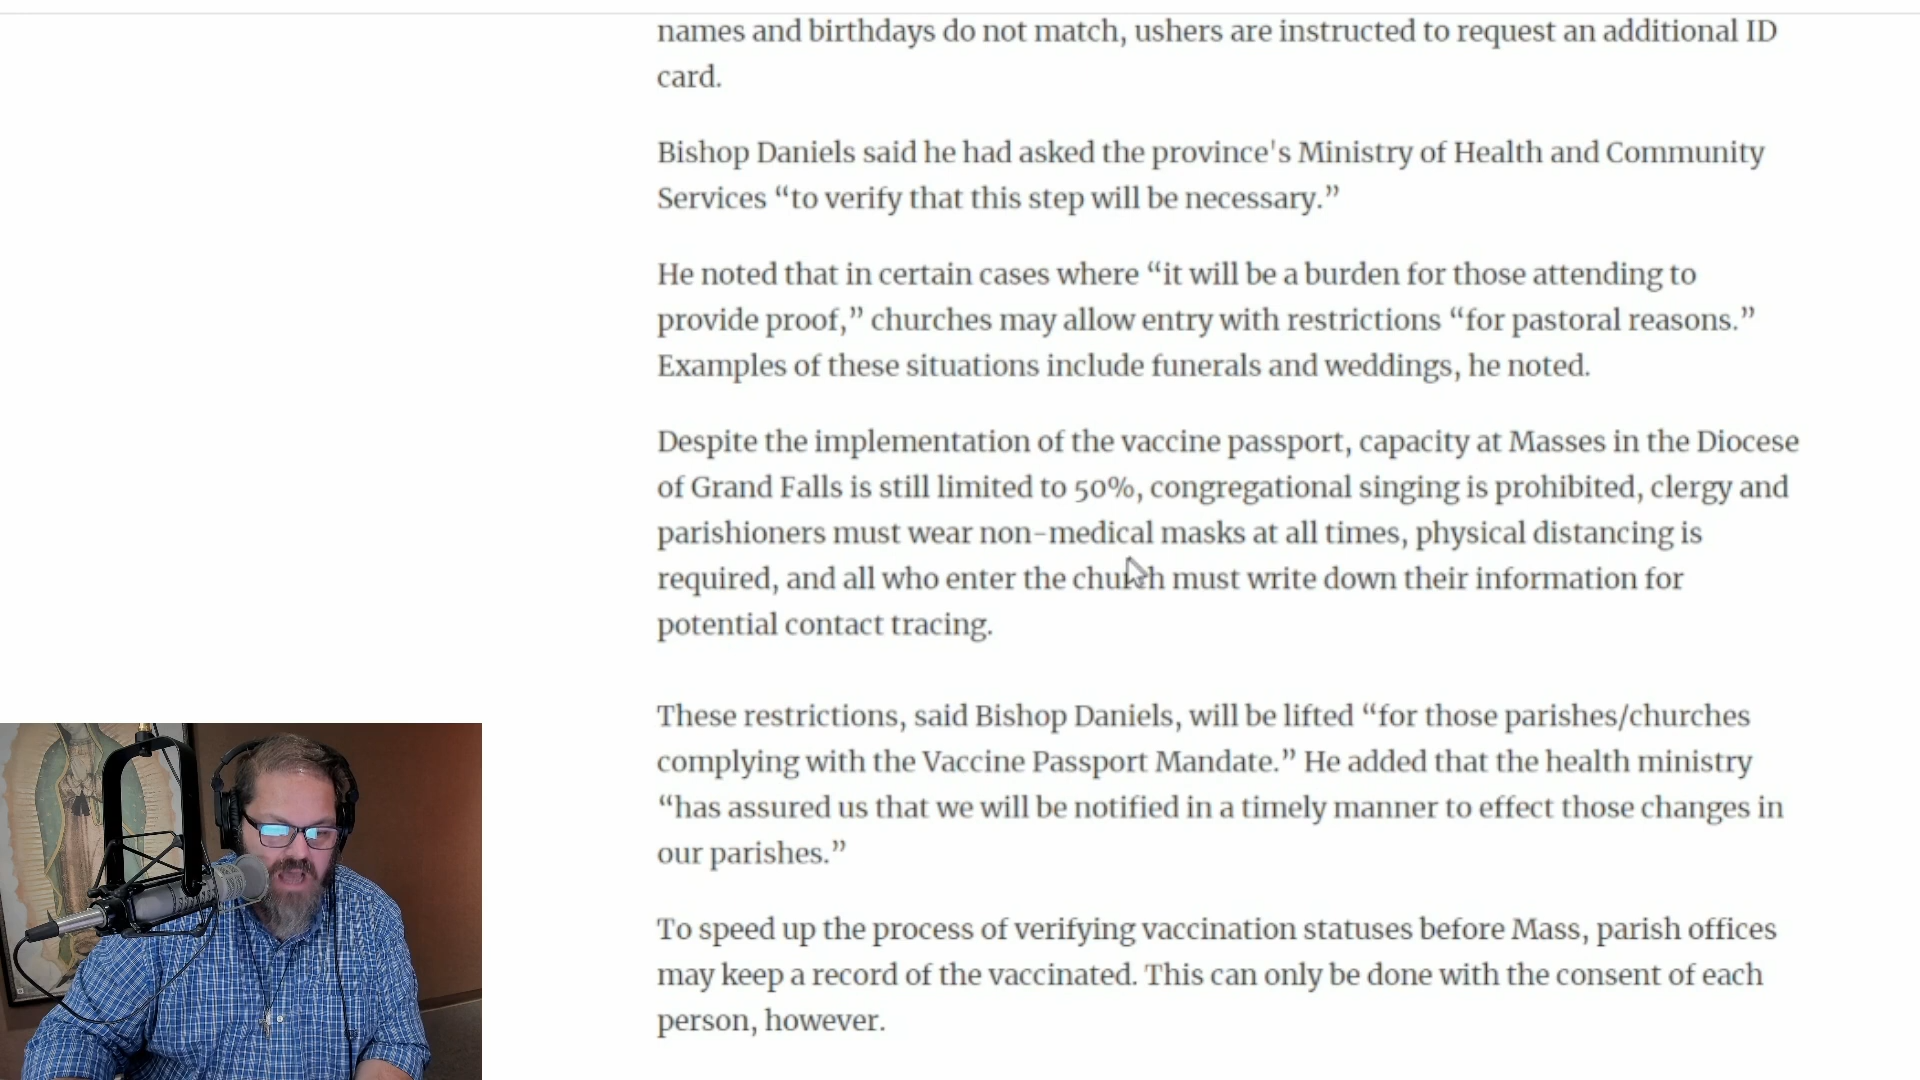 names and birthdays do not match, ushers are instructed to request an additional ID
card.
Bishop Daniels said he had asked the province's Ministry of Health and Community
Services “to verify that this step will be necessary.”
He noted that in certain cases where “it will be a burden for those attending to
provide proof,” churches may allow entry with restrictions “for pastoral reasons.”
Examples of these situations include funerals and weddings, he noted.
Despite the implementation of the vaccine passport, capacity at Masses in the Diocese
of Grand Falls is still limited to 50%, congregational singing is prohibited, clergy and
parishioners must wear non-medical masks at all times, physical distancing is
required, and all who enter the church must write down their information for
potential contact tracing.
These restrictions, said Bishop Daniels, will be lifted “for those parishes/churches
complying with the Vaccine Passport Mandate.” He added that the health ministry
“has assured us that we will be notified in a timely manner to effect those changes in
our parishes.”
To speed up the process of verifying vaccination statuses before Mass, parish offices
may keep a record of the vaccinated. This can only be done with the consent of each
person, however.